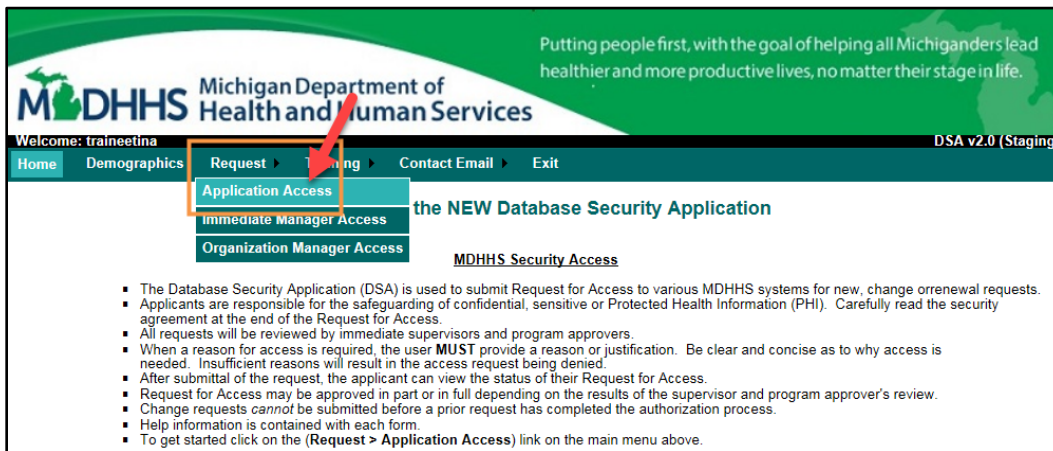 Putting people first, with the goal of helping all Michiganders lead
healthier and more productive lives, no matter their stage in life.
MDHHS Michigan Department of
Health and Human Services
Welcome: traineetina DSA v2.0 (Staging
Home Demographics Request Training Contact Email Exit
Application Access
Immediate Manager Access
Organization Manager Access
the NEW Database Security Application
MDHHS Security Access
▪ The Database Security Application (DSA) is used to submit Request for Access to various MDHHS systems for new, change orrenewal requests.
▪ Applicants are responsible for the safeguarding of confidential, sensitive or Protected Health Information (PHI). Carefully read the security
agreement at the end of the Request for Access.
▪ All requests will be reviewed by immediate supervisors and program approvers.
▪ When a reason for access is required, the user MUST provide a reason or justification. Be clear and concise as to why access is
needed. Insufficient reasons will result in the access request being denied.
▪ After submittal of the request, the applicant can view the status of their Request for Access.
▪ Request for Access may be approved in part or in full depending on the results of the supervisor and program approver's review.
▪ Change requests cannot be submitted before a prior request has completed the authorization process.
▪ Help information is contained with each form.
▪ To get started click on the (Request > Application Access) link on the main menu above.